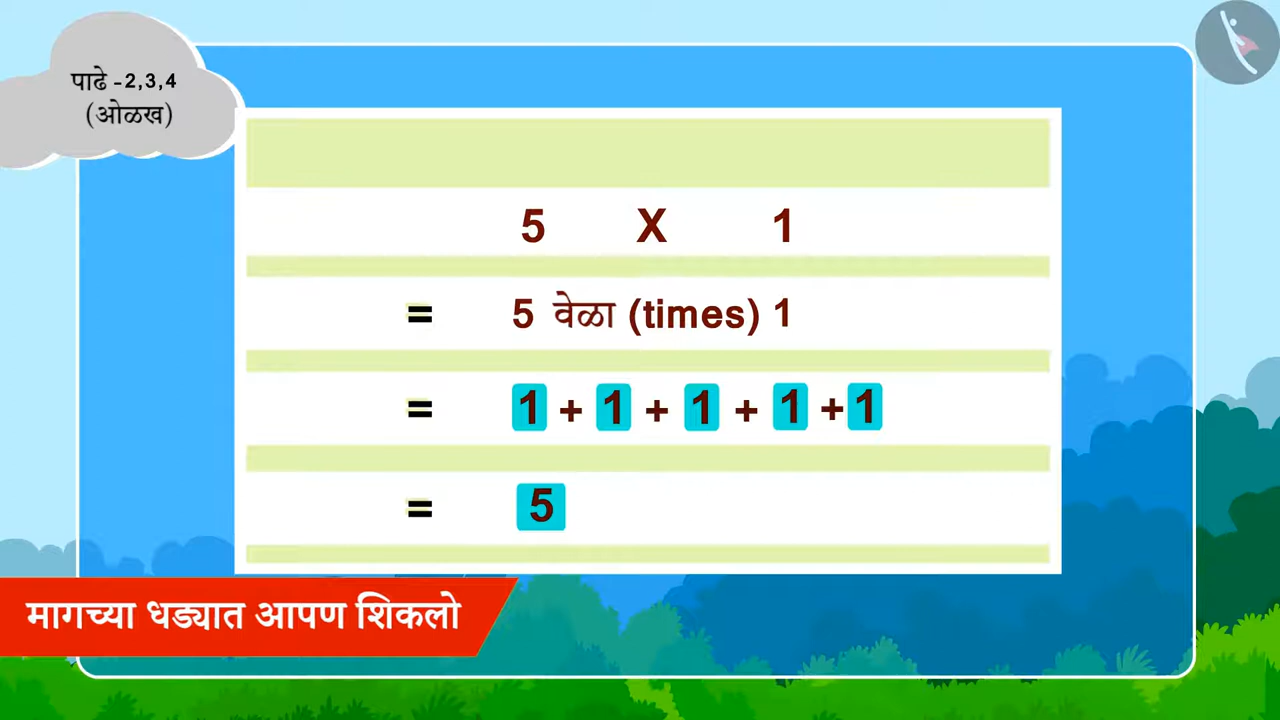 पाढे -2,3,4
(ओळख)
5 X 1
= 5 वेळा (times) 1
= 1 + 1 + 1 + 1 + 1
= 5
मागच्या धड्यात आपण शिकलो